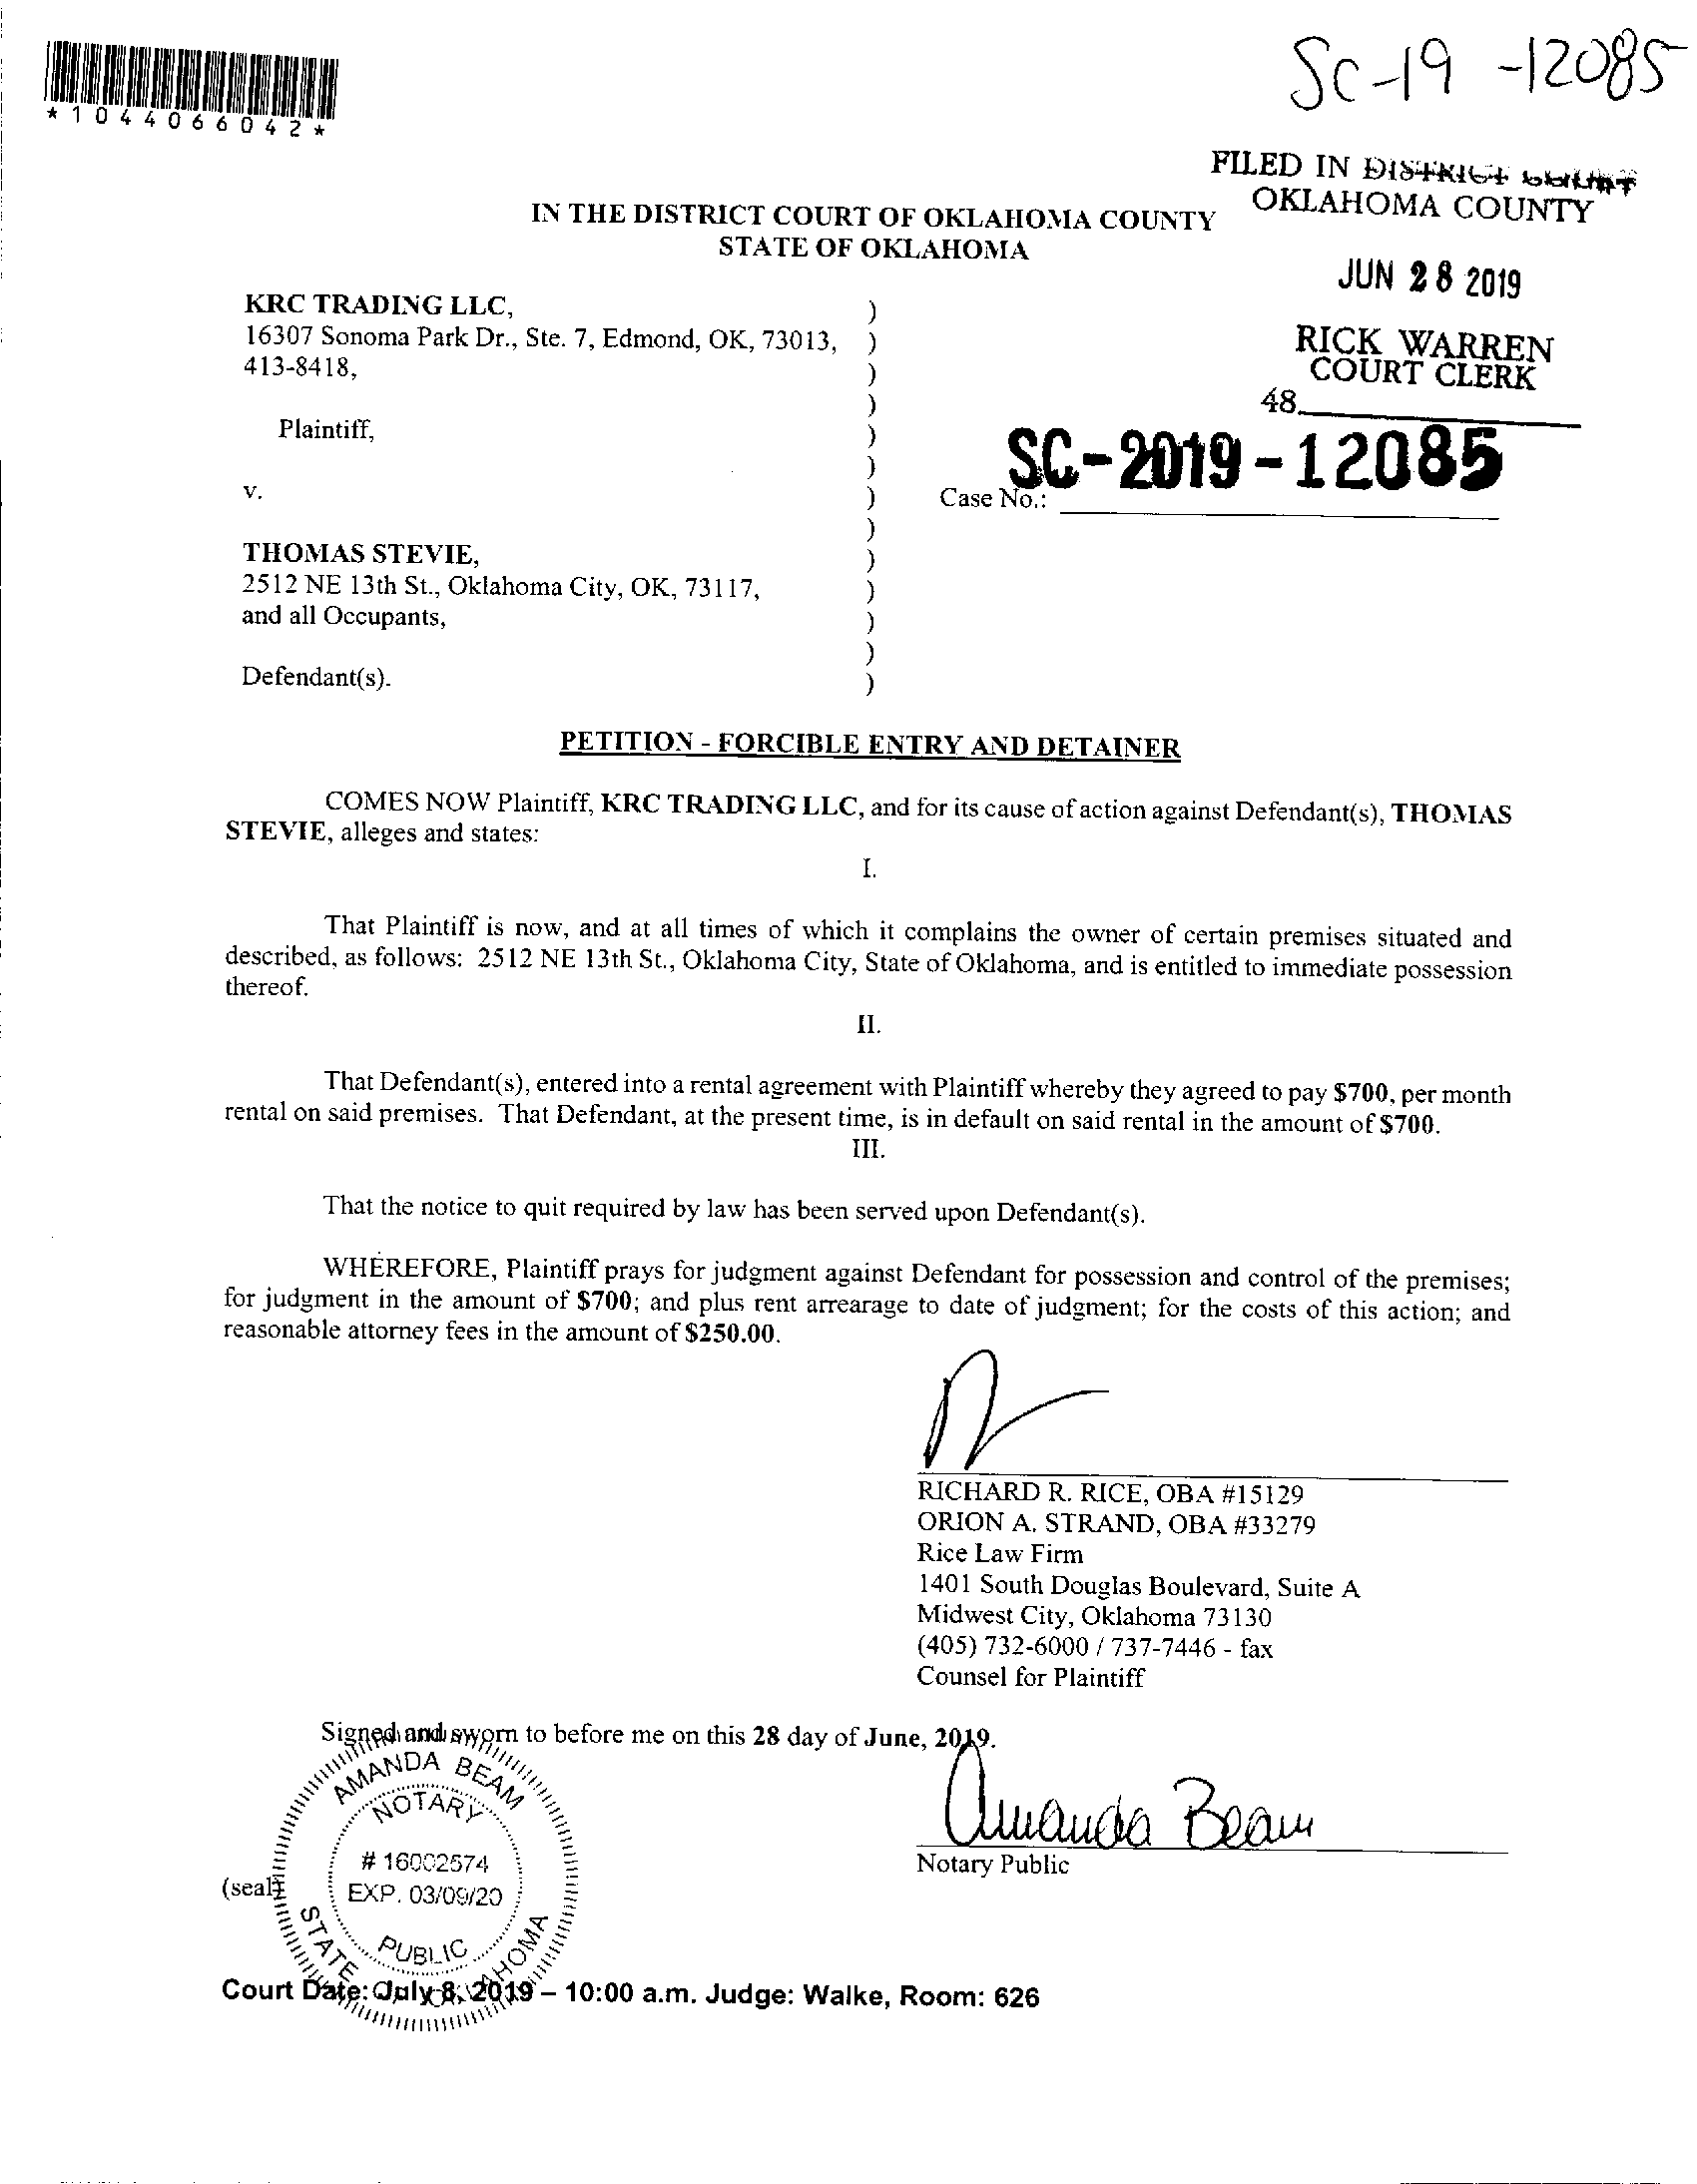 SC-19 -12085
*1044066042*
FILED IN DISTRICT COURT
OKLAHOMA COUNTY
JUN 28 2019
RICK WARREN
COURT CLERK
48
IN THE DISTRICT COURT OF OKLAHOMA COUNTY
STATE OF OKLAHOMA
KRC TRADING LLC, )
16307 Sonoma Park Dr., Ste. 7, Edmond, OK, 73013, )
413-8418, )
)
Plaintiff, )
)
v. ) Case No.: SC-2019-12085
)
THOMAS STEVIE, )
2512 NE 13th St., Oklahoma City, OK, 73117, )
and all Occupants, )
)
Defendant(s). )
PETITION - FORCIBLE ENTRY AND DETAINER
COMES NOW Plaintiff, KRC TRADING LLC, and for its cause of action against Defendant(s), THOMAS
STEVIE, alleges and states:
I.
That Plaintiff is now, and at all times of which it complains the owner of certain premises situated and
described, as follows: 2512 NE 13th St., Oklahoma City, State of Oklahoma, and is entitled to immediate possession
thereof.
II.
That Defendant(s), entered into a rental agreement with Plaintiff whereby they agreed to pay $700, per month
rental on said premises. That Defendant, at the present time, is in default on said rental in the amount of $700.
III.
That the notice to quit required by law has been served upon Defendant(s).
WHEREFORE, Plaintiff prays for judgment against Defendant for possession and control of the premises;
for judgment in the amount of $700; and plus rent arrearage to date of judgment; for the costs of this action; and
reasonable attorney fees in the amount of $250.00.
RICHARD R. RICE, OBA #15129
ORION A. STRAND, OBA #33279
Rice Law Firm
1401 South Douglas Boulevard, Suite A
Midwest City, Oklahoma 73130
(405) 732-6000 / 737-7446 - fax
Counsel for Plaintiff
Signed and sworn to before me on this 28 day of June, 2019.
AMANDA BEAM
NOTARY
# 16002574
EXP. 03/09/20
PUBLIC
STATE OF OKLAHOMA
Amanda Beam
Notary Public
(seal)
Court Date: July 8, 2019 – 10:00 a.m. Judge: Walke, Room: 626